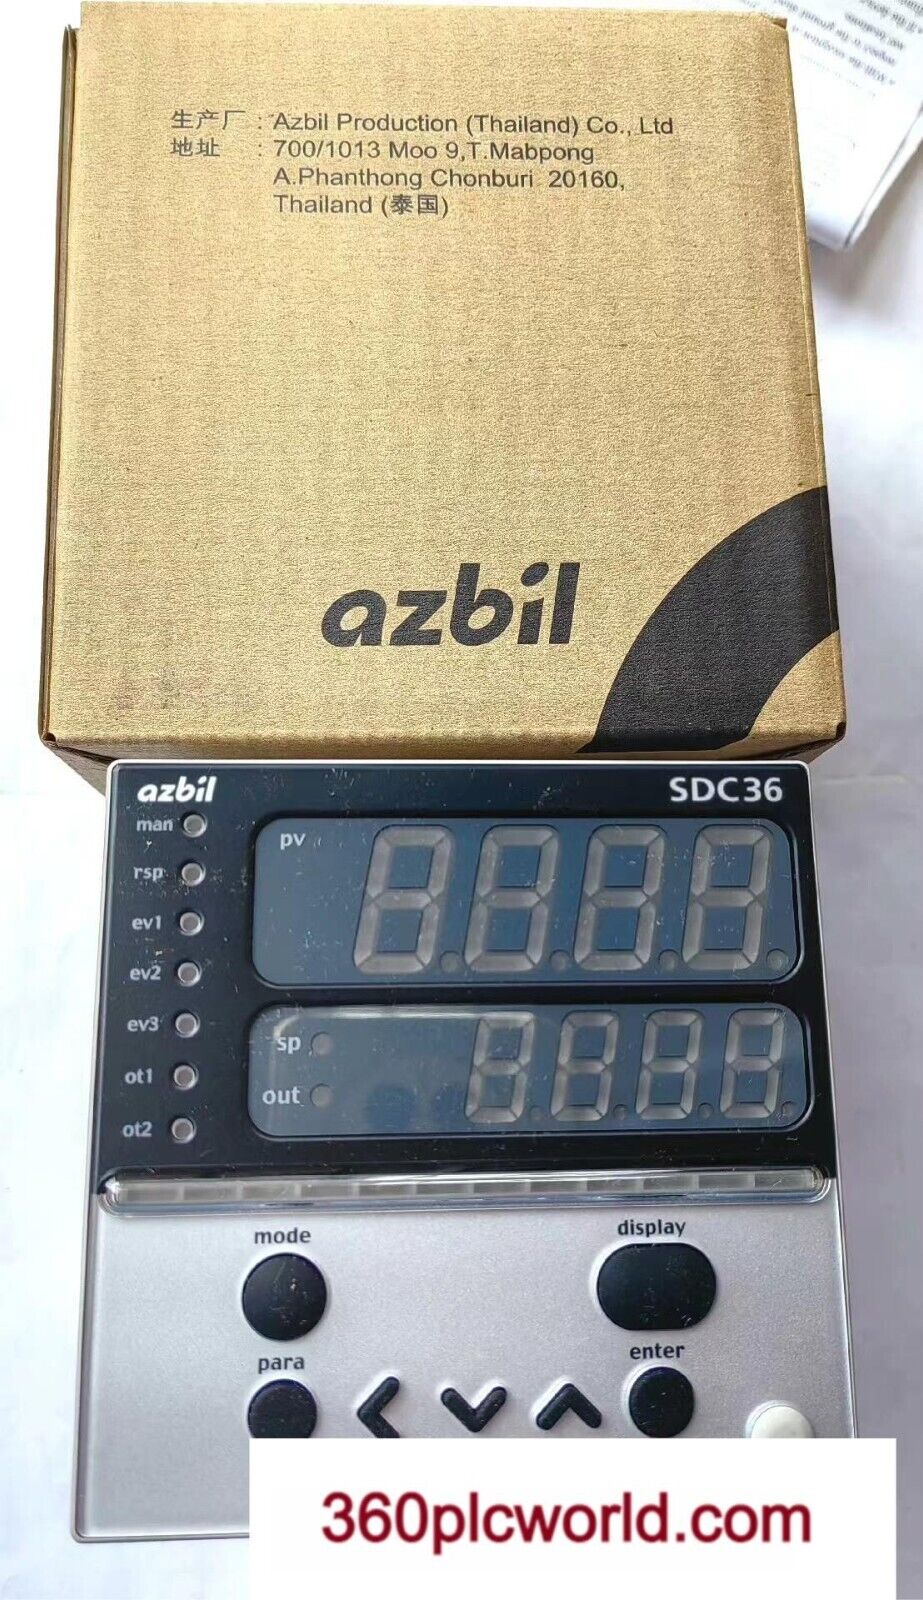 生产厂 : Azbil Production (Thailand) Co., Ltd
地址 : 700/1013 Moo 9,T.Mabpong
A.Phanthong Chonburi 20160,
Thailand (泰国)
azbil
azbil SDC36
man
rsp
ev1
ev2
ev3
ot1
ot2
pv
sp
out
mode display
para enter
360plcworld.com